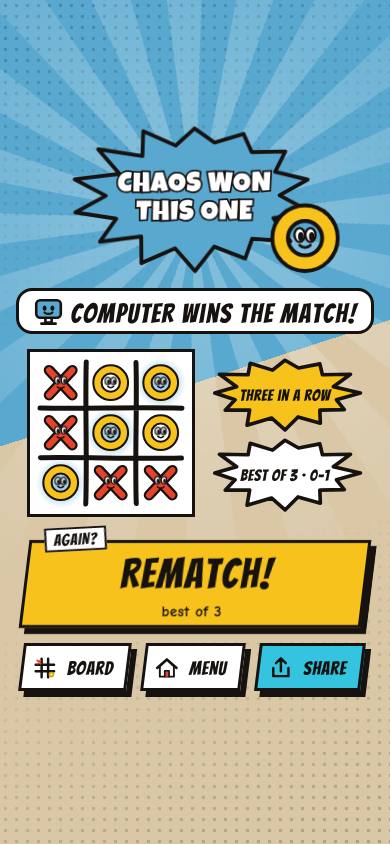 CHAOS WON
THIS ONE
COMPUTER WINS THE MATCH!
THREE IN A ROW
BEST OF 3 · 0-1
AGAIN?
REMATCH!
best of 3
BOARD
MENU
SHARE